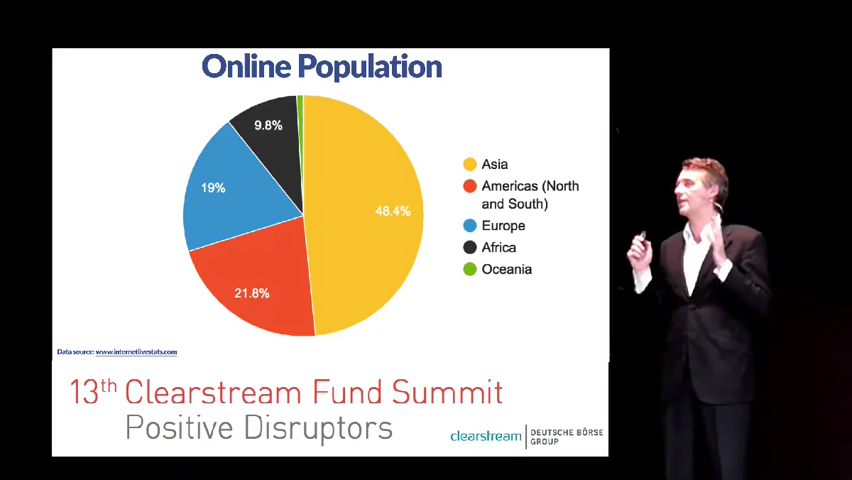 Online Population
9.8%
19%
48.4%
21.8%
Asia
Americas (North
and South)
Europe
Africa
Oceania
Data source: www.internetlivestats.com
13th Clearstream Fund Summit
Positive Disruptors
clearstream
DEUTSCHE BÖRSE
GROUP